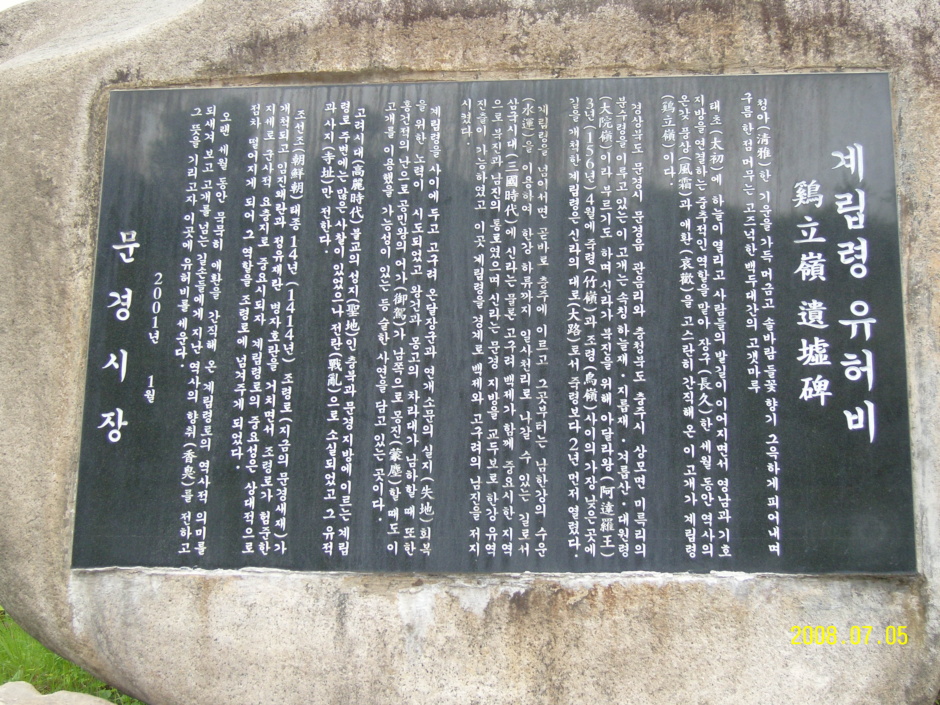 계립령 유허비
鷄立嶺 遺墟碑
청아(清雅)한 기운을 가득 머금고 솔바람 들꽃 향기 그윽하게 피어내며
구름 한 점 머무는 고즈넉한 백두대간의 고갯마루
태초(太初)에 하늘이 열리고 사람들의 발길이 이어지면서 영남과 기호
지방을 연결하는 중추적인 역할을 맡아 장구(長久)한 세월 동안 역사의
온갖 풍상(風霜)과 애환(哀歡)을 고스란히 간직해 온 이 고개가 계립령
(鷄立嶺)이다.
경상북도 문경시 문경읍 관음리와 충청북도 충주시 상모면 미륵리의
분수령을 이루고 있는 이 고개는 속칭 하늘재·지릅재·겨릅산·대원령
(大院嶺)이라 부르기도 하며 신라가 북진을 위해 아달라왕(阿達羅王)
3년(156년) 4월에 죽령(竹嶺)과 조령(鳥嶺) 사이의 가장 낮은 곳에
길을 개척한 계립령은 신라의 대로(大路)로서 죽령보다 2년 먼저 열렸다.
계립령을 넘어서면 곧바로 충주에 이르고 그곳부터는 남한강의 수운
(水運)을 이용하여 한강 하류까지 일사천리로 나갈 수 있는 길로서
삼국시대(三國時代)에 신라는 물론 고구려 백제가 함께 중요시한 지역
으로 북진과 남진의 통로였으며 신라는 문경 지방을 교두보로 한강 유역
진출이 가능하였고 이곳 계립령을 경계로 백제와 고구려의 남진을 저지
시켰다.
계립령을 사이에 두고 고구려 온달장군과 연개소문의 실지(失地) 회복
을 위한 노력이 시도되었고 왕건과 몽고의 차라대가 남하할 때 또한
홍건적의 난으로 공민왕의 어가(御駕)가 남쪽으로 몽진(蒙塵)할 때도 이
고개를 이용했을 가능성이 있는 등 숱한 사연을 담고 있는 곳이다.
고려시대(高麗時代) 불교의 성지(聖地)인 충북과 문경지방에 이르는 계립
령로 주변에는 많은 사찰이 있었으나 전란(戰亂)으로 소실되었고 그 유적
과 사지(寺址)만 전한다.
조선조(朝鮮朝) 태종 14년(1414년) 조령로(지금의 문경새재)가
개척되고 임진왜란과 정유재란·병자호란을 거치면서 조령로가 험준한
지세로 군사적 요충지로 중요시되자 계립령로의 중요성은 상대적으로
점차 떨어지게 되어 그 역할을 조령로에 넘겨주게 되었다.
오랜 세월 동안 묵묵히 애환을 간직해 온 계립령로의 역사적 의미를
되새겨 보고 고개를 넘는 길손들에게 지난 역사의 향취(香臭)를 전하고
그 뜻을 기리고자 이곳에 유허비를 세운다.
2001년 1월
문경시장
2008.07.05